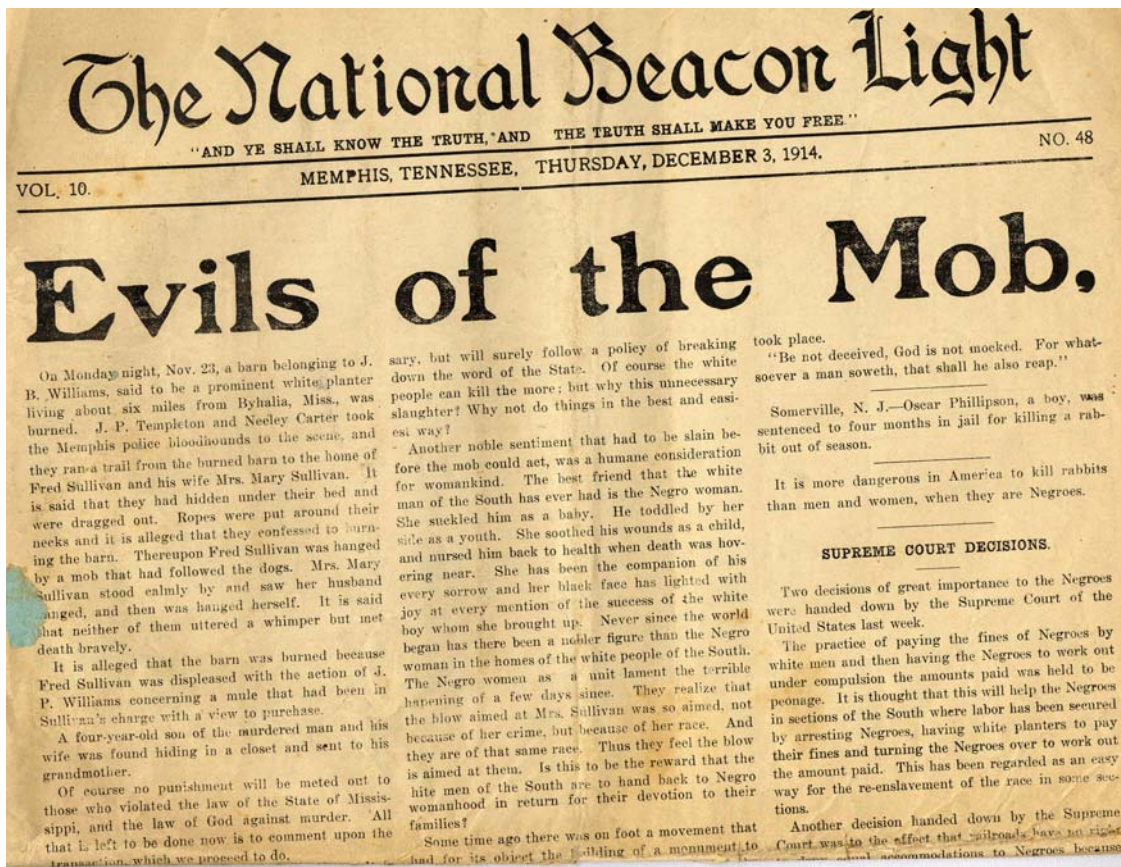 The National Beacon Light
"AND YE SHALL KNOW THE TRUTH, AND THE TRUTH SHALL MAKE YOU FREE."
VOL. 10.
MEMPHIS, TENNESSEE, THURSDAY, DECEMBER 3, 1914.
NO. 48
Evils of the Mob,
On Monday night, Nov. 23, a barn belonging to J.
B. Williams, said to be a prominent white planter
living about six miles from Byhalia, Miss., was
burned. J. P. Templeton and Neeley Carter took
the Memphis police bloodhounds to the scene, and
they ran a trail from the burned barn to the home of
Fred Sullivan and his wife Mrs. Mary Sullivan. It
is said that they had hidden under their bed and
were dragged out. Ropes were put around their
necks and it is alleged that they confessed to burn-
ing the barn. Thereupon Fred Sullivan was hanged
by a mob that had followed the dogs. Mrs. Mary
Sullivan stood calmly by and saw her husband
anged, and then was hanged herself. It is said
hat neither of them uttered a whimper but met
death bravely.
It is alleged that the barn was burned because
Fred Sullivan was displeased with the action of J.
P. Williams concerning a mule that had been in
Sullivan's charge with a view to purchase.
A four-year-old son of the murdered man and his
wife was found hiding in a closet and sent to his
grandmother.
Of course no punishment will be meted out to
those who violated the law of the State of Missis-
sippi, and the law of God against murder. All
that is left to be done now is to comment upon the
transaction, which we proceed to do.
sary, but will surely follow a policy of breaking
down the word of the State. Of course the white
people can kill the more; but why this unnecessary
slaughter? Why not do things in the best and easi-
est way?
Another noble sentiment that had to be slain be-
fore the mob could act, was a humane consideration
for womankind. The best friend that the white
man of the South has ever had is the Negro woman.
She suckled him as a baby. He toddled by her
side as a youth. She soothed his wounds as a child,
and nursed him back to health when death was hov-
ering near. She has been the companion of his
every sorrow and her black face has lighted with
joy at every mention of the success of the white
boy whom she brought up. Never since the world
began has there been a nobler figure than the Negro
woman in the homes of the white people of the South.
The Negro women as a unit lament the terrible
hapening of a few days since. They realize that
the blow aimed at Mrs. Sullivan was so aimed, not
because of her crime, but because of her race. And
they are of that same race. Thus they feel the blow
is aimed at them. Is this to be the reward that the
hite men of the South are to hand back to Negro
womanhood in return for their devotion to their
families?
Some time ago there was on foot a movement that
had for its object the building of a monument to
took place.
"Be not deceived, God is not mocked. For what-
soever a man soweth, that shall he also reap."
Somerville, N. J.—Oscar Phillipson, a boy, was
sentenced to four months in jail for killing a rab-
bit out of season.
It is more dangerous in America to kill rabbits
than men and women, when they are Negroes.
SUPREME COURT DECISIONS.
Two decisions of great importance to the Negroes
were handed down by the Supreme Court of the
United States last week.
The practice of paying the fines of Negroes by
white men and then having the Negroes to work out
under compulsion the amounts paid was held to be
peonage. It is thought that this will help the Negroes
in sections of the South where labor has been secured
by arresting Negroes, having white planters to pay
their fines and turning the Negroes over to work out
the amount paid. This has been regarded as an easy
way for the re-enslavement of the race in some sec-
tions.
Another decision handed down by the Supreme
Court was to the effect that railroads have no right
equal accommodations to Negroes because